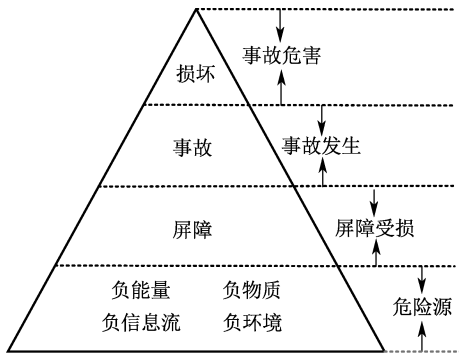 事故危害
损坏
事故
事故发生
屏障
屏障受损
负能量 负物质
危险源
负信息流 负环境